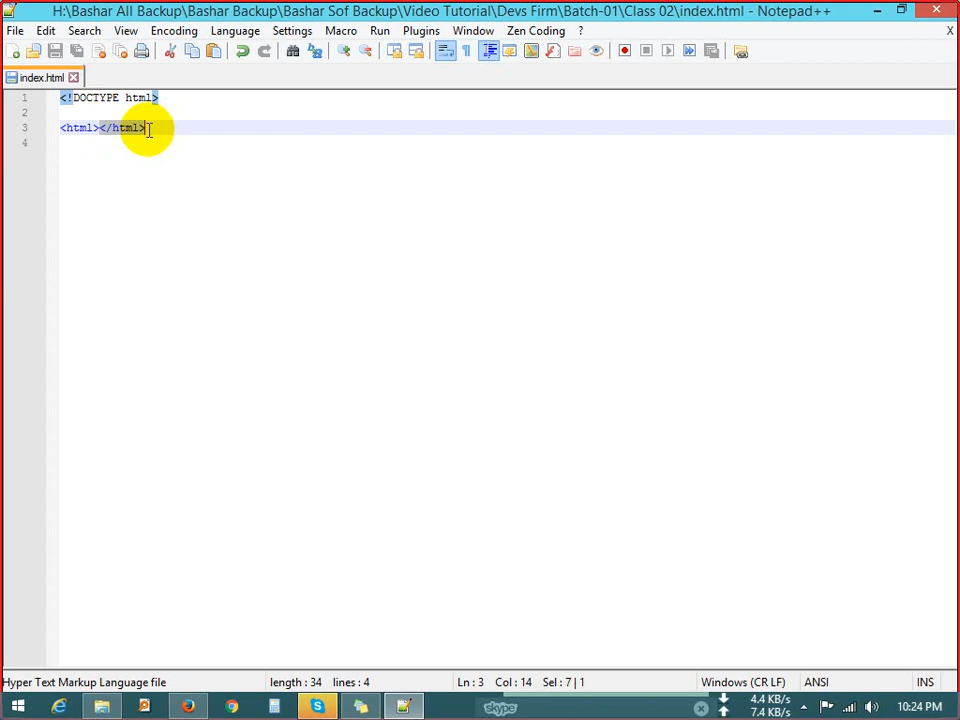 H:\Bashar All Backup\Bashar Backup\Bashar Sof Backup\Video Tutorial\Devs Firm\Batch-01\Class 02\index.html - Notepad++
File Edit Search View Encoding Language Settings Macro Run Plugins Window Zen Coding ? X
index.html
1 <!DOCTYPE html>
2
3 <html></html>
4
Hyper Text Markup Language file length : 34 lines : 4 Ln : 3 Col : 14 Sel : 7 | 1 Windows (CR LF) ANSI INS
skype 4.4 KB/s
7.4 KB/s
10:24 PM